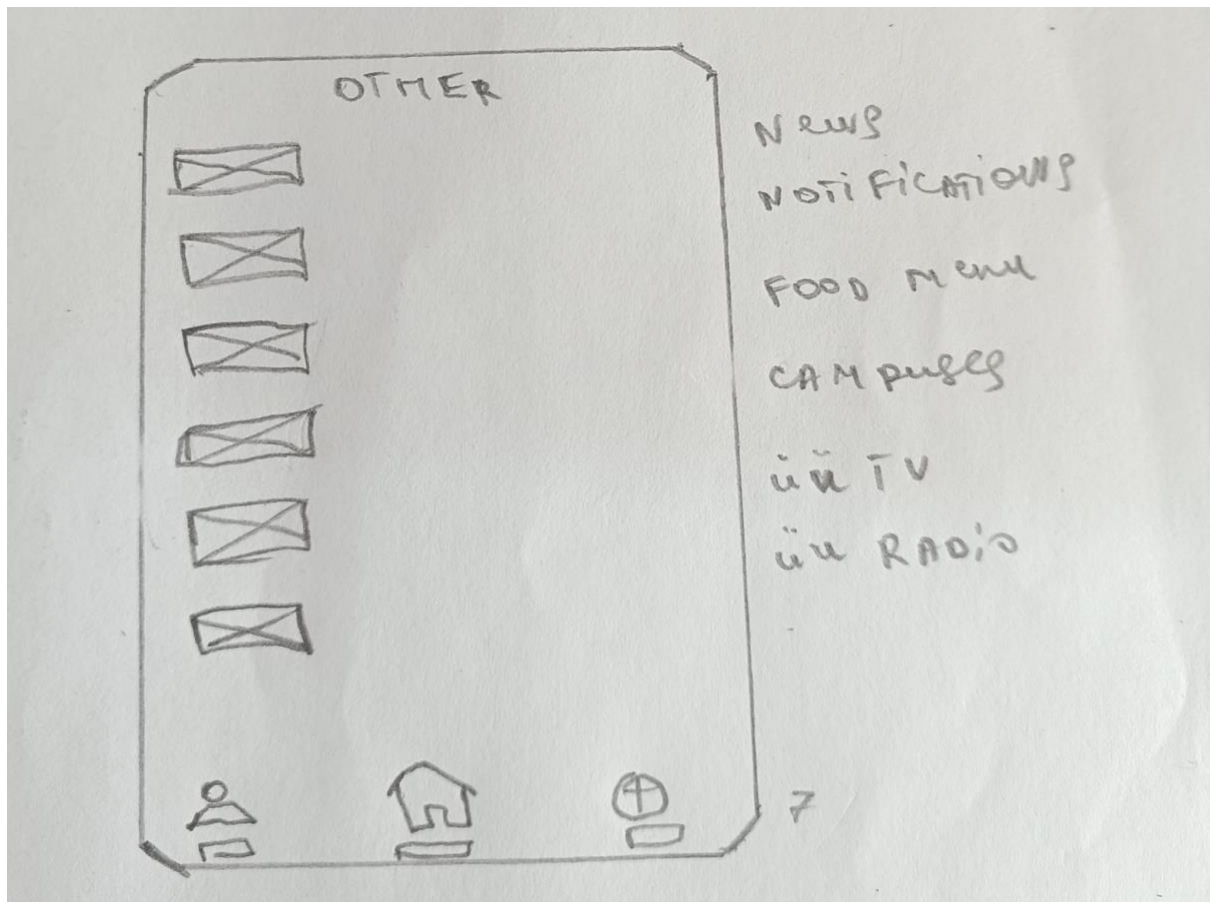 OTHER
News
NOTiFiCATiONS
FOOD Menu
CAMpuses
üü TV
üü RADiO
7